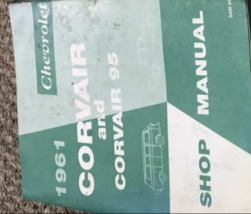 Chevrolet
1961
CORVAIR
and
CORVAIR 95
SHOP MANUAL